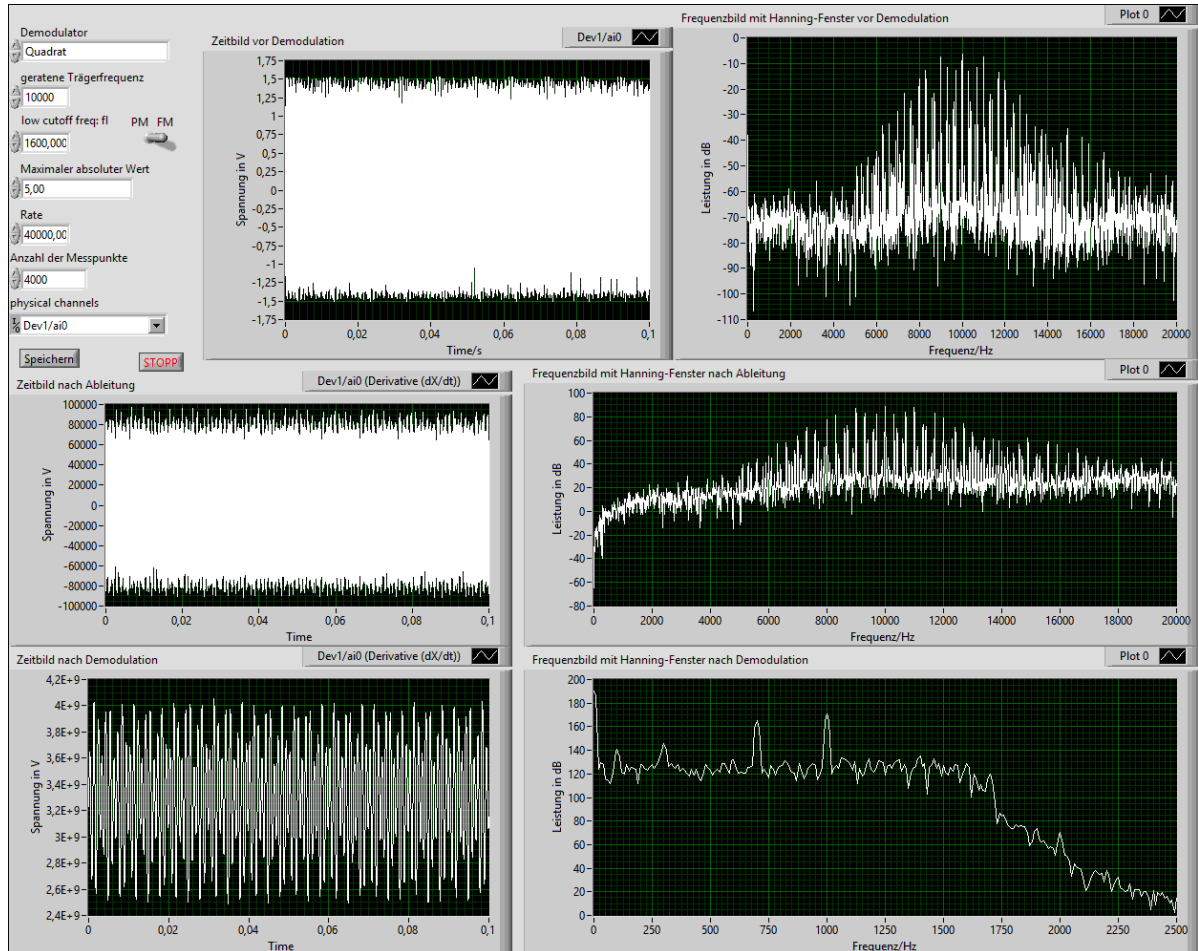 Demodulator
Quadrat
geratene Trägerfrequenz
10000
low cutoff freq: fl
PM FM
1600,000
Maximaler absoluter Wert
5,00
Rate
40000,00
Anzahl der Messpunkte
4000
physical channels
Dev1/ai0
Speichern
STOPP
Zeitbild vor Demodulation
Dev1/ai0
Spannung in V
1,75
1,5
1,25
1
0,75
0,5
0,25
0
-0,25
-0,5
-0,75
-1
-1,25
-1,5
-1,75
0 0,02 0,04 0,06 0,08 0,1
Time/s
Frequenzbild mit Hanning-Fenster vor Demodulation
Plot 0
Leistung in dB
0
-10
-20
-30
-40
-50
-60
-70
-80
-90
-100
-110
0 2000 4000 6000 8000 10000 12000 14000 16000 18000 20000
Frequenz/Hz
Zeitbild nach Ableitung
Dev1/ai0 (Derivative (dX/dt))
Spannung in V
100000
80000
60000
40000
20000
0
-20000
-40000
-60000
-80000
-100000
0 0,02 0,04 0,06 0,08 0,1
Time
Frequenzbild mit Hanning-Fenster nach Ableitung
Plot 0
Leistung in dB
100
80
60
40
20
0
-20
-40
-60
-80
0 2000 4000 6000 8000 10000 12000 14000 16000 18000 20000
Frequenz/Hz
Zeitbild nach Demodulation
Dev1/ai0 (Derivative (dX/dt))
Spannung in V
4,2E+9
4E+9
3,8E+9
3,6E+9
3,4E+9
3,2E+9
3E+9
2,8E+9
2,6E+9
2,4E+9
0 0,02 0,04 0,06 0,08 0,1
Time
Frequenzbild mit Hanning-Fenster nach Demodulation
Plot 0
Leistung in dB
200
180
160
140
120
100
80
60
40
20
0
0 250 500 750 1000 1250 1500 1750 2000 2250 2500
Frequenz/Hz